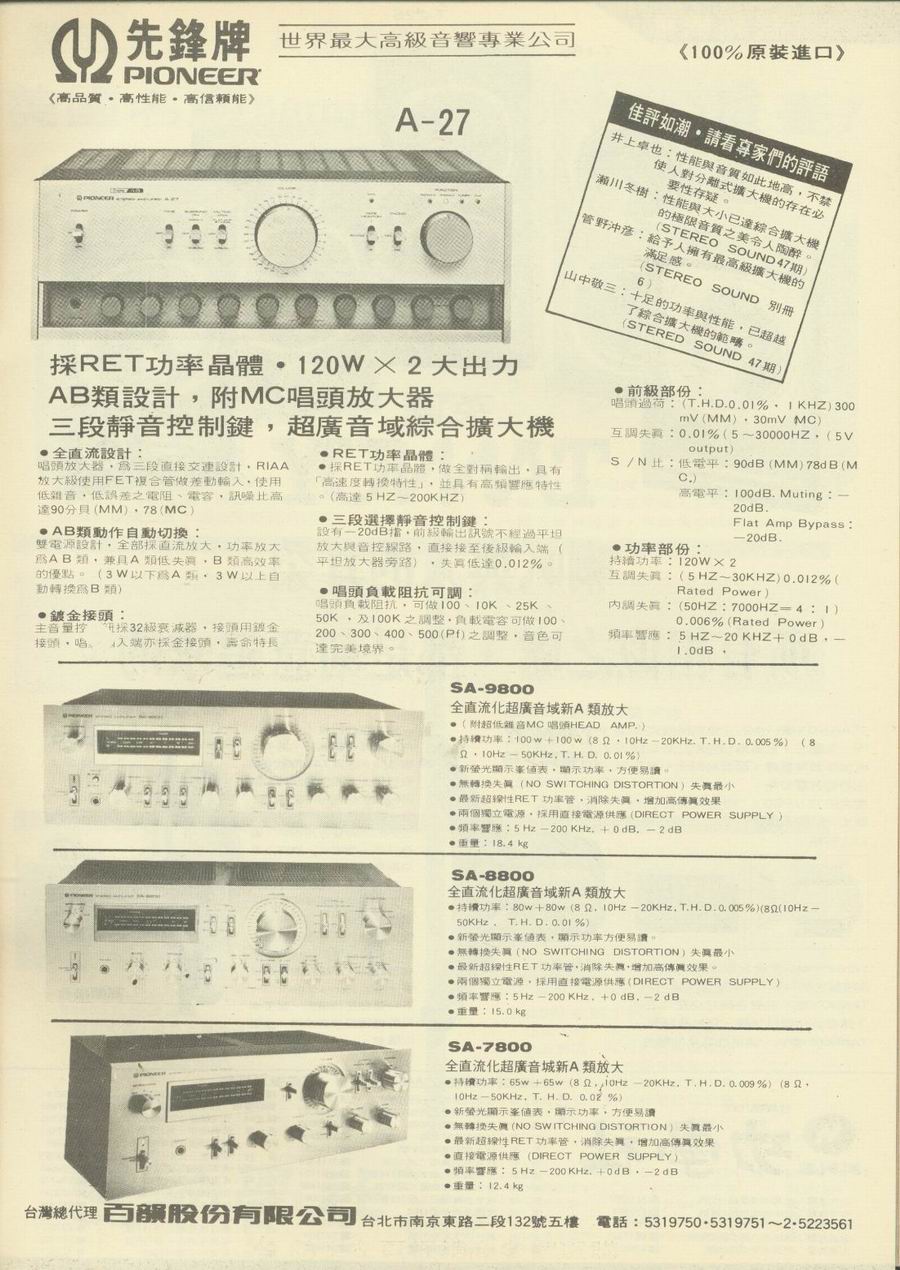 先鋒牌
PIONEER
《高品質・高性能・高信賴能》
世界最大高級音響專業公司
《100%原裝進口》
A-27
佳評如潮・請看專家們的評語
井上卓也：性能與音質如此地高，不禁
使人對分離式擴大機的存在必
要性存疑。
瀨川冬樹：性能與大小已達綜合擴大機
的極限音質之美令人陶醉。
(STEREO SOUND 47期)
管野沖彦：給予人擁有最高級擴大機的
滿足感。
(STEREO SOUND 別冊
6)
山中敬三：十足的功率與性能，已超越
了綜合擴大機的範疇。
(STERED SOUND 47期)
採RET功率晶體・120W×2大出力
AB類設計，附MC唱頭放大器
三段靜音控制鍵，超廣音域綜合擴大機
●全直流設計：
唱頭放大器，爲三段直接交連設計，RIAA
放大級使用FET複合管做差動輸入，使用
低雜音，低誤差之電阻、電容，訊噪比高
達90分貝(MM)，78(MC)
●AB類動作自動切換：
雙電源設計，全部採直流放大，功率放大
爲AB類，兼具A類低失眞，B類高效率
的優點。（3W以下爲A類，3W以上自
動轉換爲B類）
●鍍金接頭：
主音量控 採32級衰減器，接頭用鍍金
接頭，唱 入端亦採金接頭，壽命特長
●RET功率晶體：
●採RET功率晶體，做全對稱輸出，具有
「高速度轉換特性」，並具有高頻響應特性
。(高達5HZ～200KHZ)
●三段選擇靜音控制鍵：
設有－20dB擋，前級輸出訊號不經過平坦
放大與音控線路，直接接至後級輸入端（
平坦放大器旁路），失眞低達0.012%。
●唱頭負載阻抗可調：
唱頭負載阻抗，可做100、10K、25K、
50K，及100K之調整，負載電容可做100、
200、300、400、500(Pf)之調整，音色可
達完美境界。
●前級部份：
唱頭過荷：(T.H.D.0.01%，1KHZ)300
mV(MM)，30mV(MC)
互調失眞：0.01%(5～30000HZ，(5V
output)
S/N比：低電平：90dB(MM)78dB(M
C.)
高電平：100dB. Muting：－
20dB.
Flat Amp Bypass：
－20dB.
●功率部份：
持續功率：120W×2
互調失眞：(5HZ～30KHZ)0.012%(
Rated Power)
內調失眞：(50HZ：7000HZ＝4：1)
0.006%(Rated Power)
頻率響應：5HZ～20KHZ＋0dB，－
1.0dB，
SA-9800
全直流化超廣音域新A類放大
●(附超低雜音MC唱頭HEAD AMP.)
●持續功率：100w＋100w (8Ω・10Hz－20KHz. T.H.D. 0.005%) (8
Ω・10Hz－50KHz, T.H.D. 0.01%)
●新螢光顯示峯値表，顯示功率，方便易讀。
●無轉換失眞 (NO SWITCHING DISTORTION) 失眞最小
●最新超線性RET功率管，消除失眞，增加高傳眞效果
●兩個獨立電源，採用直接電源供應(DIRECT POWER SUPPLY)
●頻率響應：5Hz－200KHz, ＋0dB, －2dB
●重量：18.4kg
SA-8800
全直流化超廣音域新A類放大
●持續功率：80w＋80w (8Ω, 10Hz－20KHz, T.H.D. 0.005%)(8Ω(10Hz－
50KHz, T.H.D. 0.01%)
●新螢光顯示峯値表，顯示功率方便易讀。
●無轉換失眞 (NO SWITCHING DISTORTION) 失眞最小
●最新超線性RET功率管，消除失眞，增加高傳眞效果。
●兩個獨立電源，採用直接電源供應(DIRECT POWER SUPPLY)
●頻率響應：5Hz－200KHz, ＋0dB, －2dB
●重量：15.0kg
SA-7800
全直流化超廣音城新A類放大
●持續功率：65w＋65w (8Ω, 10Hz－20KHz, T.H.D. 0.009%) (8Ω，
10Hz－50KHz, T.H.D. 0.02%)
●新螢光顯示峯値表，顯示功率，方便易讀
●無轉換失眞(NO SWITCHING DISTORTION) 失眞最小
●最新超線性RET功率管，消除失眞，增加高傳眞效果
●直接電源供應 (DIRECT POWER SUPPLY)
●頻率響應：5Hz－200KHz, ＋0dB，－2dB
●重量：12.4kg
台灣總代理 百韻股份有限公司 台北市南京東路二段132號五樓 電話：5319750・5319751～2・5223561